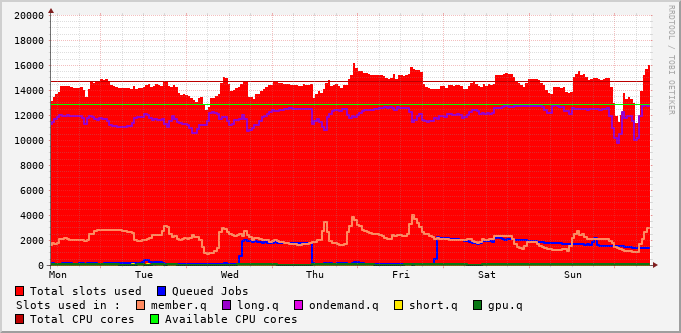 20000
18000
16000
14000
12000
10000
8000
6000
4000
2000
0
Mon Tue Wed Thu Fri Sat Sun
RRDTOOL / TOBI OETIKER
Total slots used Queued Jobs
Slots used in : member.q long.q ondemand.q short.q gpu.q
Total CPU cores Available CPU cores